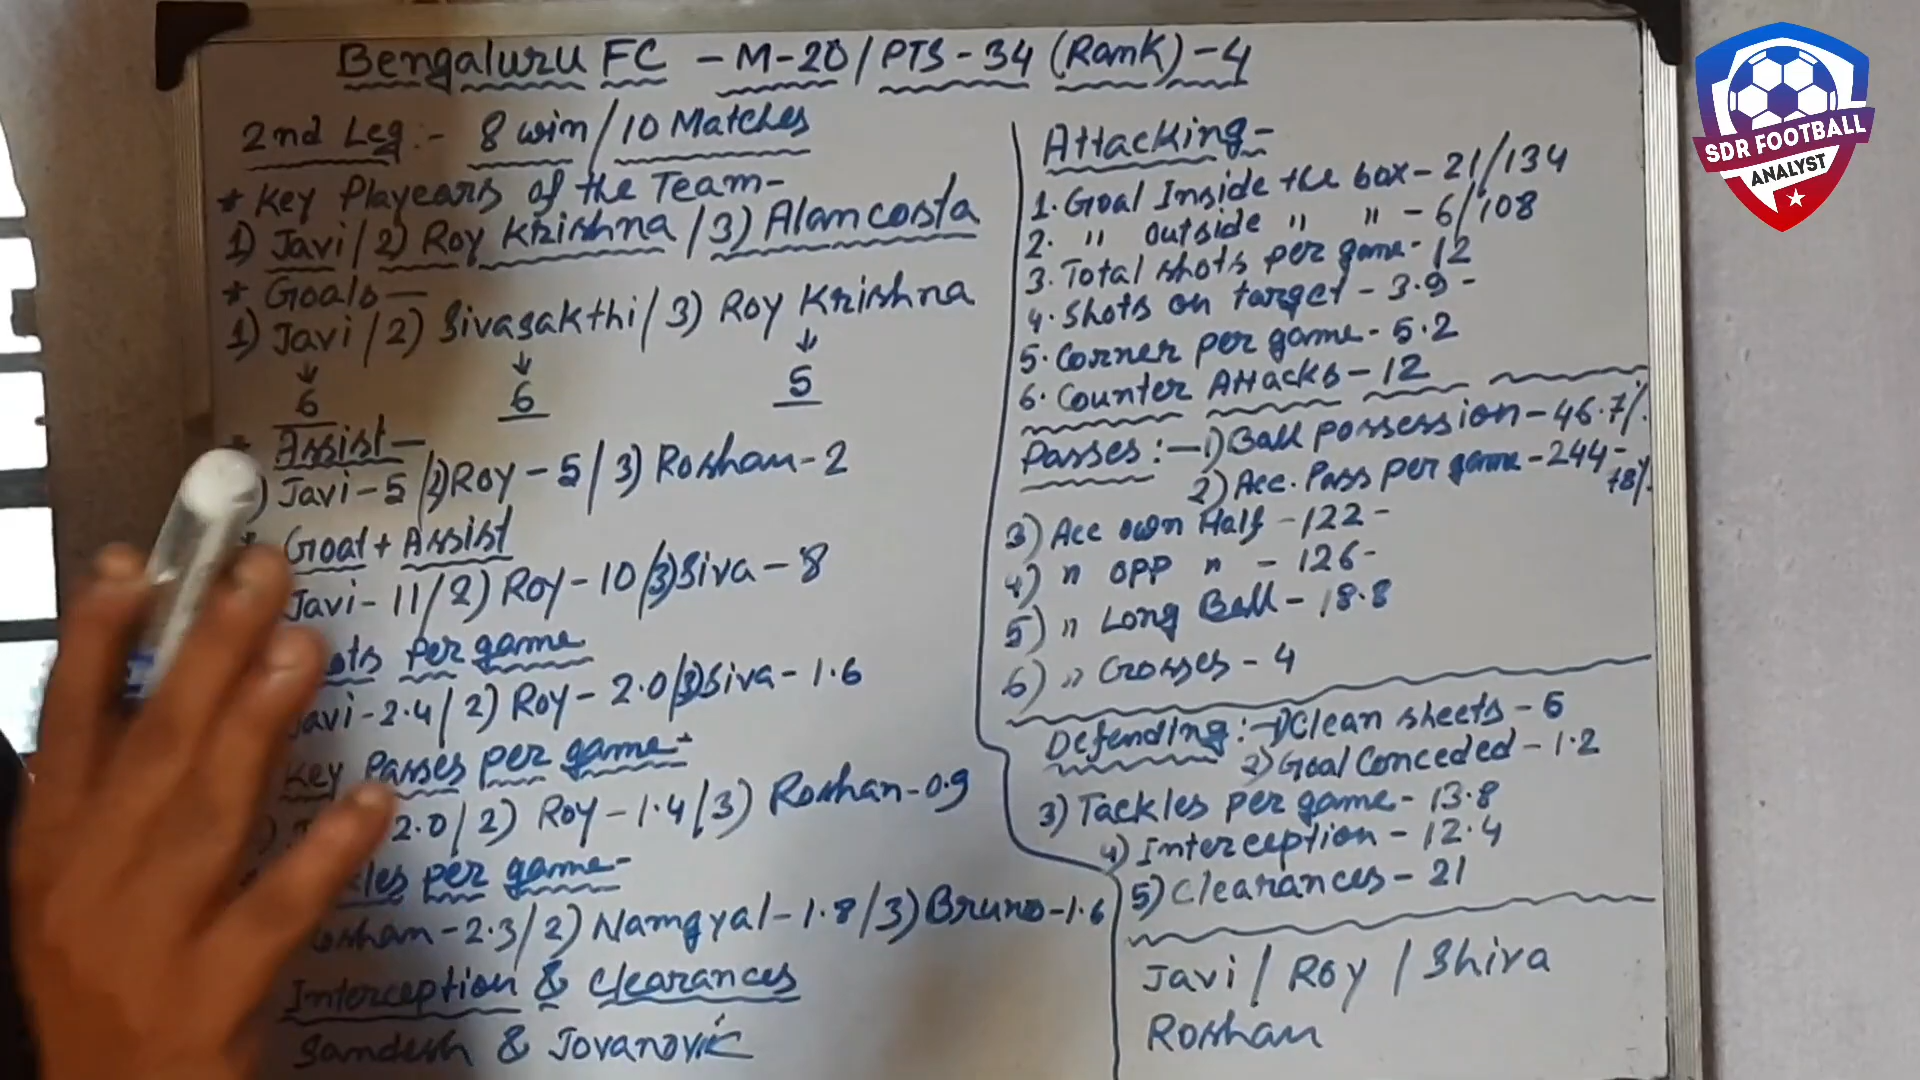 Bengaluru FC - M-20 / PTS - 34 (Rank) - 4
2nd Leg :- 8 win / 10 Matches
* Key Playears of the Team -
1) Javi / 2) Roy Krishna / 3) Alan costa
* Goals -
1) Javi / 2) Sivasakthi / 3) Roy Krishna
6 6 5
* Assist -
) Javi - 5 / 2) Roy - 5 / 3) Roshan - 2
* Goal + Assist
Javi - 11 / 2) Roy - 10 / 3) Siva - 8
ots per game
Javi - 2.4 / 2) Roy - 2.0 / 3) Siva - 1.6
Key Passes per game -
) J 2.0 / 2) Roy - 1.4 / 3) Roshan - 0.9
kles per game -
oshan - 2.3 / 2) Namgyal - 1.8 / 3) Bruno - 1.6
Interception & Clearances
Sandesh & Jovanovic
Attacking -
1. Goal Inside the box - 21/134
2. " outside " " - 6/108
3. Total shots per game - 12
4. Shots on target - 3.9 -
5. Corner per game - 5.2
6. Counter Attacks - 12
Passes : - 1) Ball possession - 46.7%.
2) Acc. Pass per game - 244 -
78%.
3) Acc own Half - 122 -
4) " opp " - 126 -
5) " Long Ball - 18.8
6) " Crosses - 4
Defending : - 1) Clean sheets - 5
2) Goal Conceded - 1.2
3) Tackles per game - 13.8
4) Interception - 12.4
5) Clearances - 21
Javi / Roy / Shiva
Roshan
SDR FOOTBALL
ANALYST